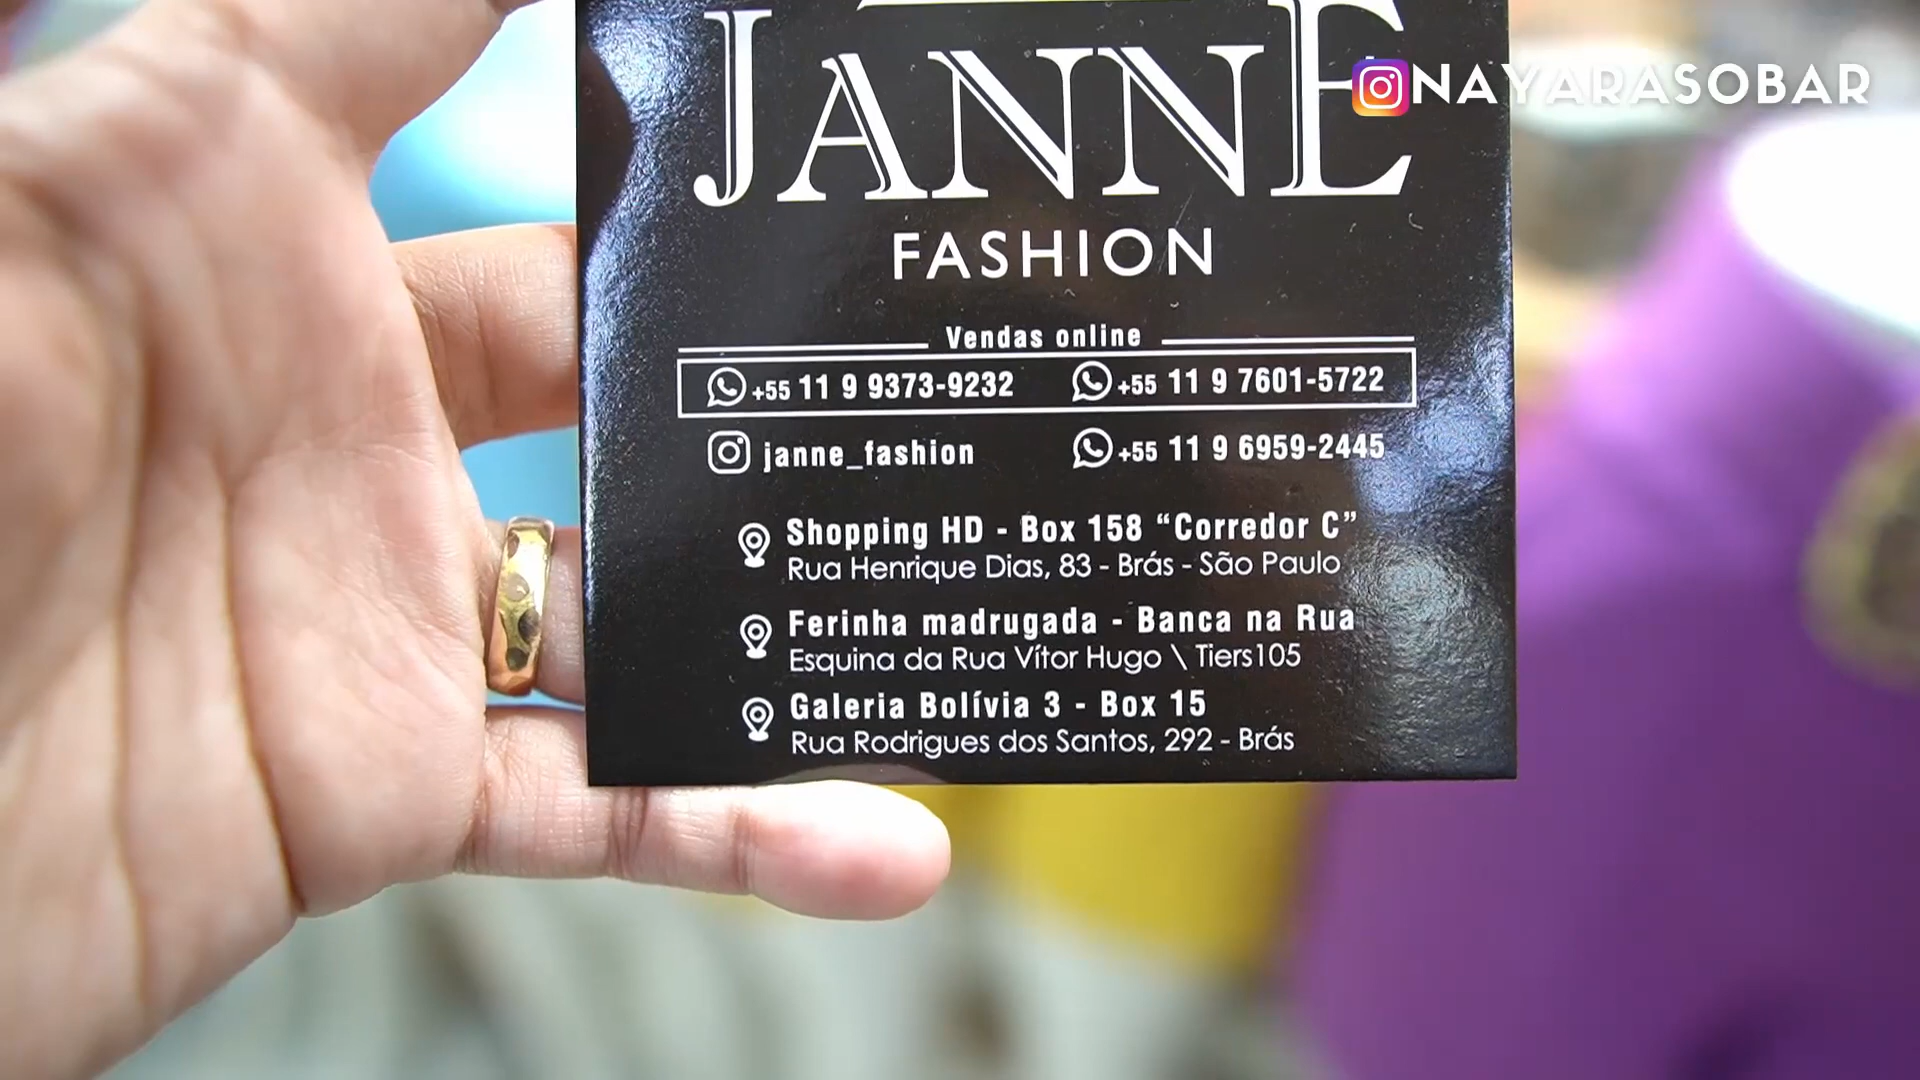 JANNE
NAYARASOBAR
FASHION
Vendas online
+55 11 9 9373-9232 +55 11 9 7601-5722
janne_fashion +55 11 9 6959-2445
Shopping HD - Box 158 “Corredor C”
Rua Henrique Dias, 83 - Brás - São Paulo
Ferinha madrugada - Banca na Rua
Esquina da Rua Vítor Hugo \ Tiers105
Galeria Bolívia 3 - Box 15
Rua Rodrigues dos Santos, 292 - Brás